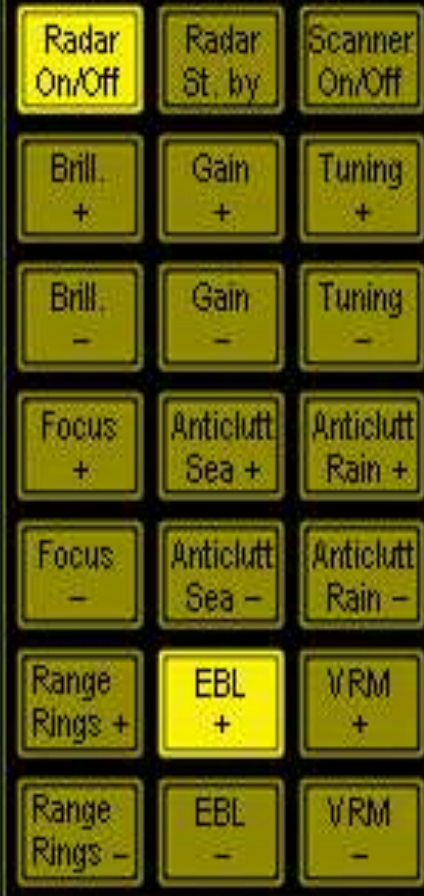 Radar
On/Off
Radar
St. by
Scanner
On/Off
Brill.
+
Gain
+
Tuning
+
Brill.
–
Gain
–
Tuning
–
Focus
+
Anticlutt
Sea +
Anticlutt
Rain +
Focus
–
Anticlutt
Sea –
Anticlutt
Rain –
Range
Rings +
EBL
+
VRM
+
Range
Rings –
EBL
–
VRM
–